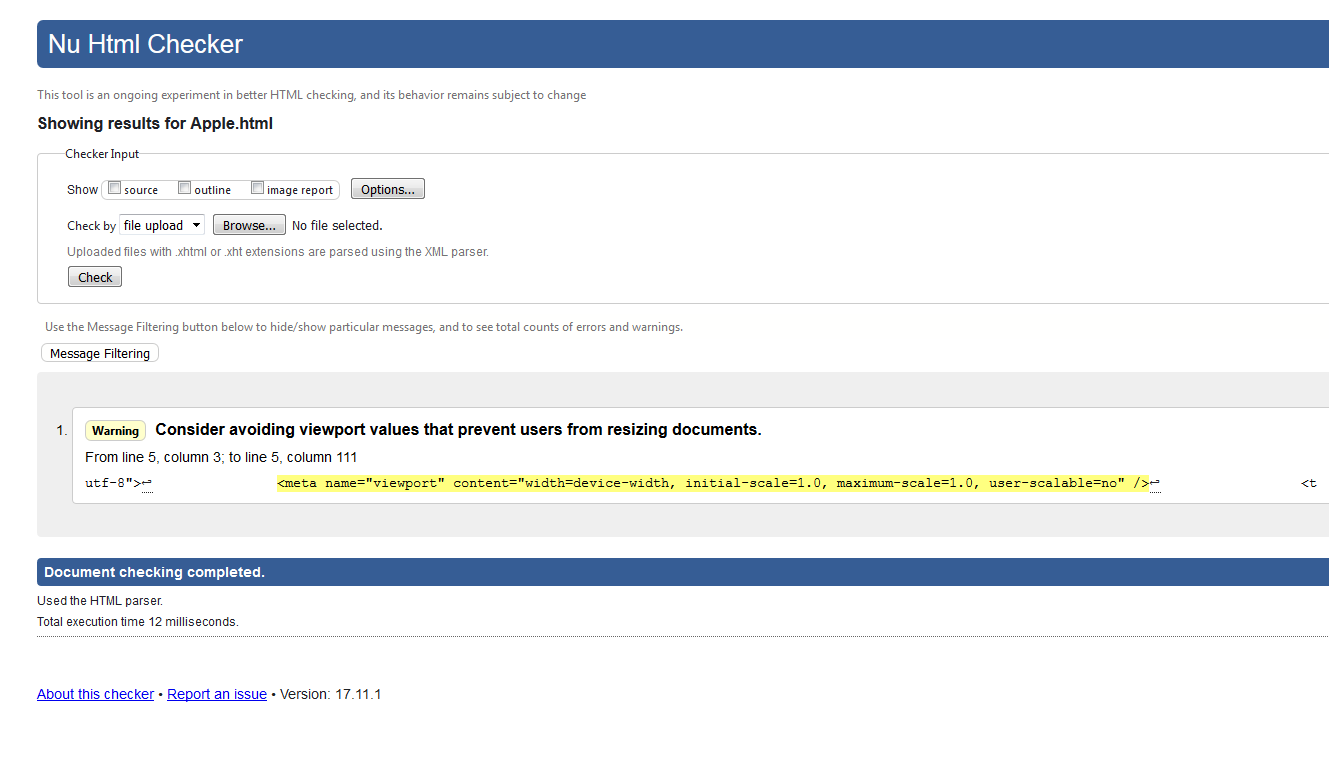 Nu Html Checker
This tool is an ongoing experiment in better HTML checking, and its behavior remains subject to change
Showing results for Apple.html
Checker Input
Show source outline image report Options...
Check by file upload Browse... No file selected.
Uploaded files with .xhtml or .xht extensions are parsed using the XML parser.
Check
Use the Message Filtering button below to hide/show particular messages, and to see total counts of errors and warnings.
Message Filtering
1. Warning Consider avoiding viewport values that prevent users from resizing documents.
From line 5, column 3; to line 5, column 111
utf-8">↩ <meta name="viewport" content="width=device-width, initial-scale=1.0, maximum-scale=1.0, user-scalable=no" />↩ <t
Document checking completed.
Used the HTML parser.
Total execution time 12 milliseconds.
About this checker • Report an issue • Version: 17.11.1